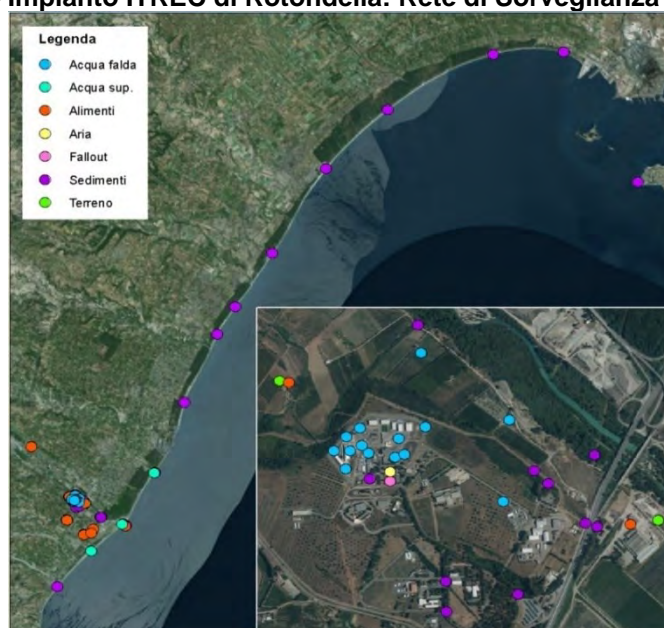 Impianto ITREC di Rotondella: Rete di Sorveglianza
Legenda
Acqua falda
Acqua sup.
Alimenti
Aria
Fallout
Sedimenti
Terreno